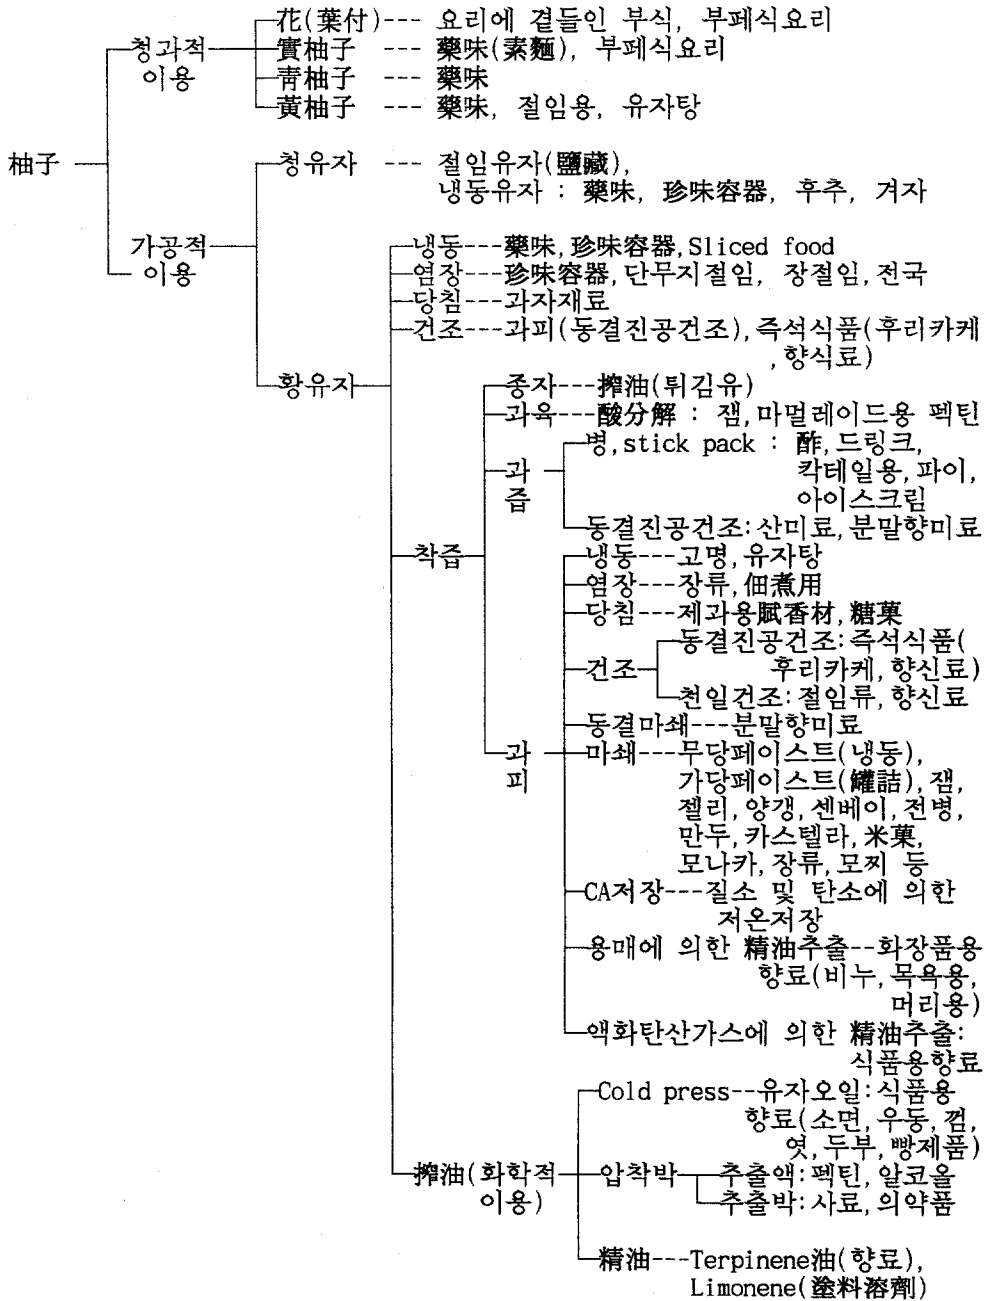 花(葉付)--- 요리에 곁들인 부식, 부페식요리
청과적 實柚子 --- 藥味(素麵), 부페식요리
이용 靑柚子 --- 藥味
黃柚子 --- 藥味, 절임용, 유자탕
柚子 청유자 --- 절임유자(鹽藏),
냉동유자 : 藥味, 珍味容器, 후추, 겨자
가공적 냉동---藥味,珍味容器,Sliced food
이용 염장---珍味容器,단무지절임, 장절임,전국
당침---과자재료
건조---과피(동결진공건조),즉석식품(후리카케
,향식료)
황유자 종자---搾油(튀김유)
과육--酸分解 : 잼,마멀레이드용 펙틴
병,stick pack : 酢,드링크,
과 칵테일용,파이,
즙 아이스크림
동결진공건조:산미료,분말향미료
착즙 냉동---고명,유자탕
염장---장류,佃煮用
당침---제과용賦香材,糖菓
동결진공건조:즉석식품(
건조 후리카케,향신료)
천일건조:절임류,향신료
동결마쇄---분말향미료
과 마쇄---무당페이스트(냉동),
피 가당페이스트(罐詰),잼,
젤리,양갱,센베이,전병,
만두,카스텔라,米菓,
모나카,장류,모찌 등
CA저장---질소 및 탄소에 의한
저온저장
용매에 의한 精油추출--화장품용
향료(비누,목욕용,
머리용)
액화탄산가스에 의한 精油추출:
식품용향료
Cold press--유자오일:식품용
향료(소면,우동,껌,
엿,두부,빵제품)
搾油(화학적 압착박 추출액:펙틴,알코올
이용) 추출박:사료,의약품
精油---Terpinene油(향료),
Limonene(塗料溶劑)